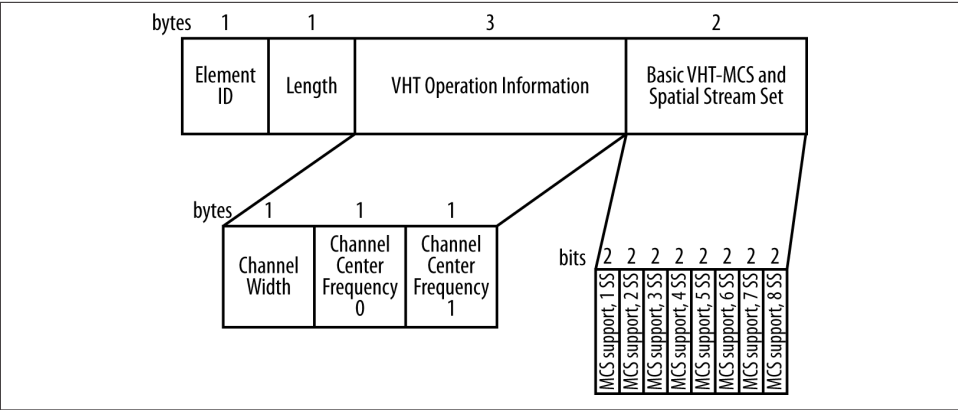 bytes 1 1 3 2
Element ID
Length
VHT Operation Information
Basic VHT-MCS and
Spatial Stream Set
bytes 1 1 1
Channel
Width
Channel
Center
Frequency
0
Channel
Center
Frequency
1
bits 2 2 2 2 2 2 2 2
MCS support, 1 SS
MCS support, 2 SS
MCS support, 3 SS
MCS support, 4 SS
MCS support, 5 SS
MCS support, 6 SS
MCS support, 7 SS
MCS support, 8 SS